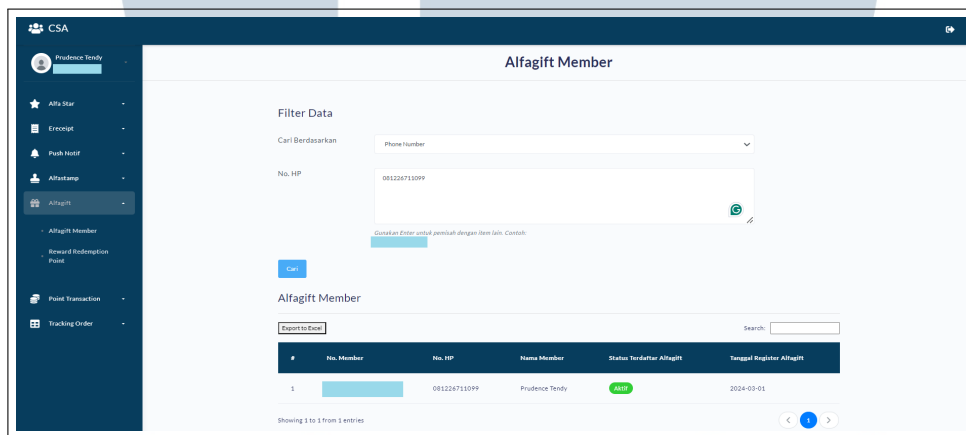 CSA
Prudence Tendy
Alfa Star
Ereceipt
Push Notif
Alfastamp
Alfagift
Alfagift Member
Reward Redemption
Point
Point Transaction
Tracking Order
Alfagift Member
Filter Data
Cari Berdasarkan
Phone Number
No. HP
081226711099
Gunakan Enter untuk pemisah dengan item lain. Contoh:
Cari
Alfagift Member
Export to Excel
Search:
# No. Member No. HP Nama Member Status Terdaftar Alfagift Tanggal Register Alfagift
1 081226711099 Prudence Tendy Aktif 2024-03-01
Showing 1 to 1 from 1 entries
1